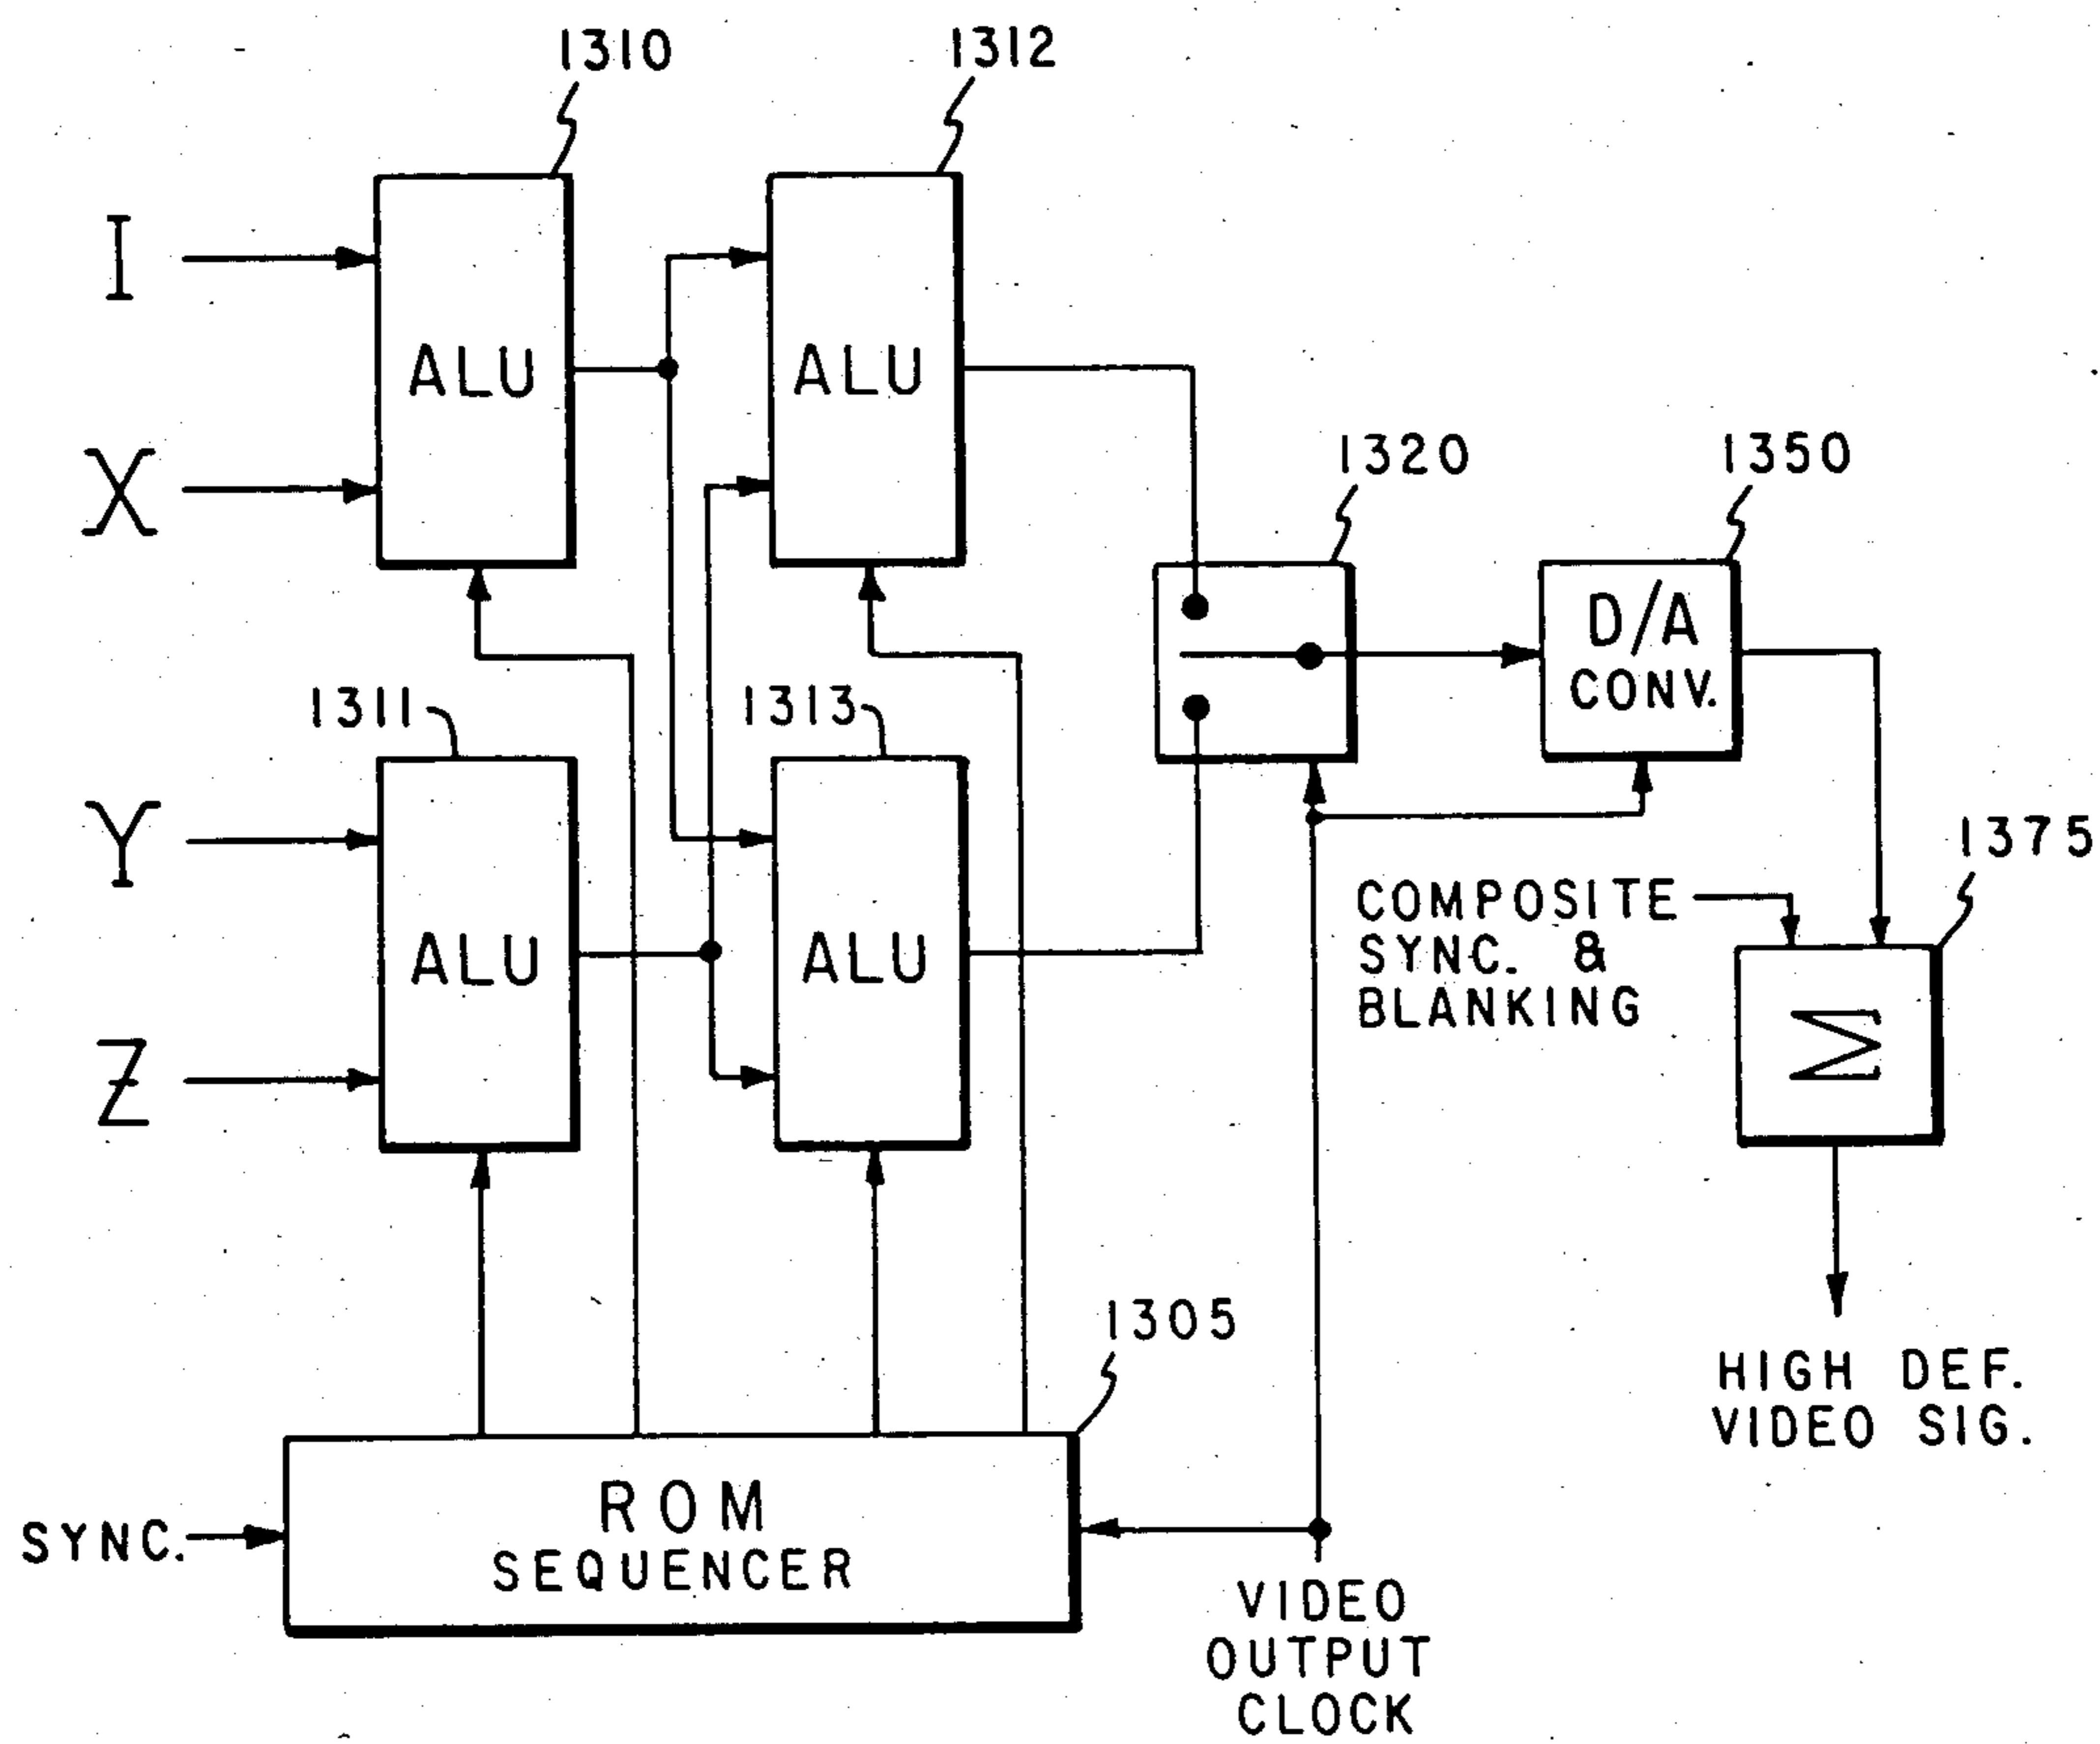 1310
1312
I
ALU
ALU
X
1320
1350
D/A
CONV.
1311
1313
Y
1375
COMPOSITE
SYNC. &
BLANKING
ALU
ALU
Σ
Z
1305
HIGH DEF.
VIDEO SIG.
ROM
SEQUENCER
SYNC.
VIDEO
OUTPUT
CLOCK